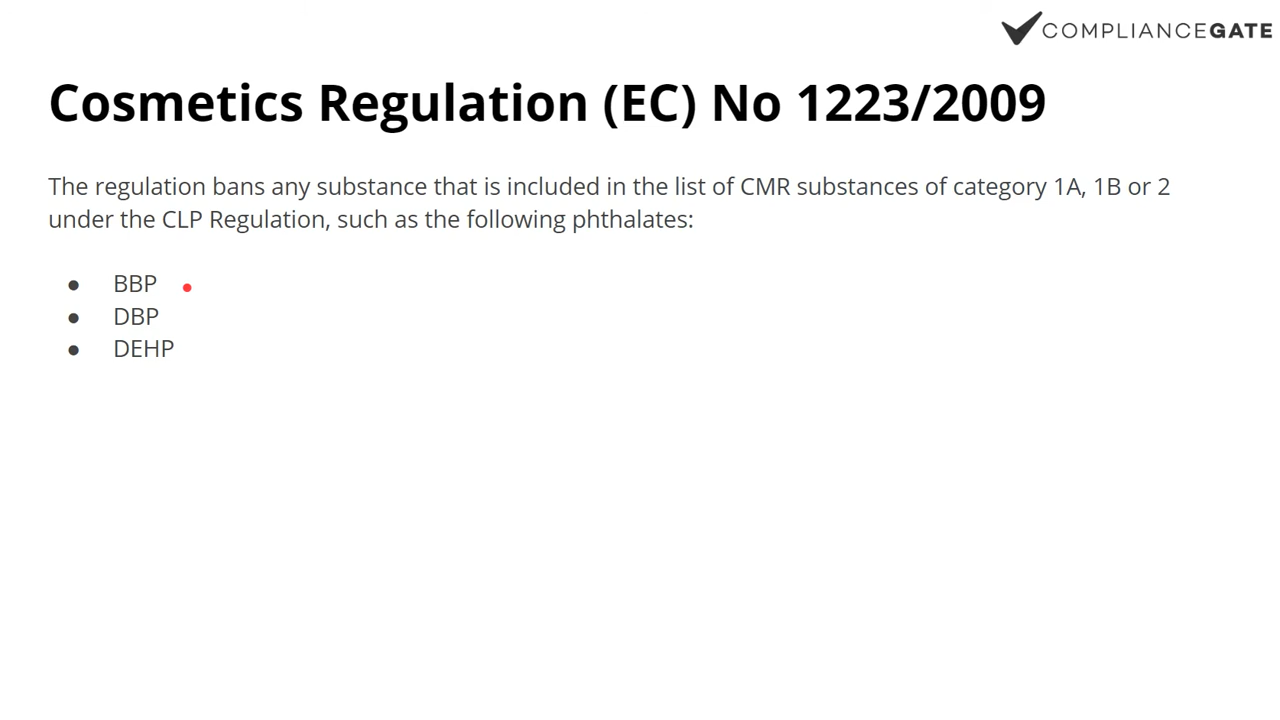 COMPLIANCEGATE
Cosmetics Regulation (EC) No 1223/2009
The regulation bans any substance that is included in the list of CMR substances of category 1A, 1B or 2
under the CLP Regulation, such as the following phthalates:
● BBP
● DBP
● DEHP